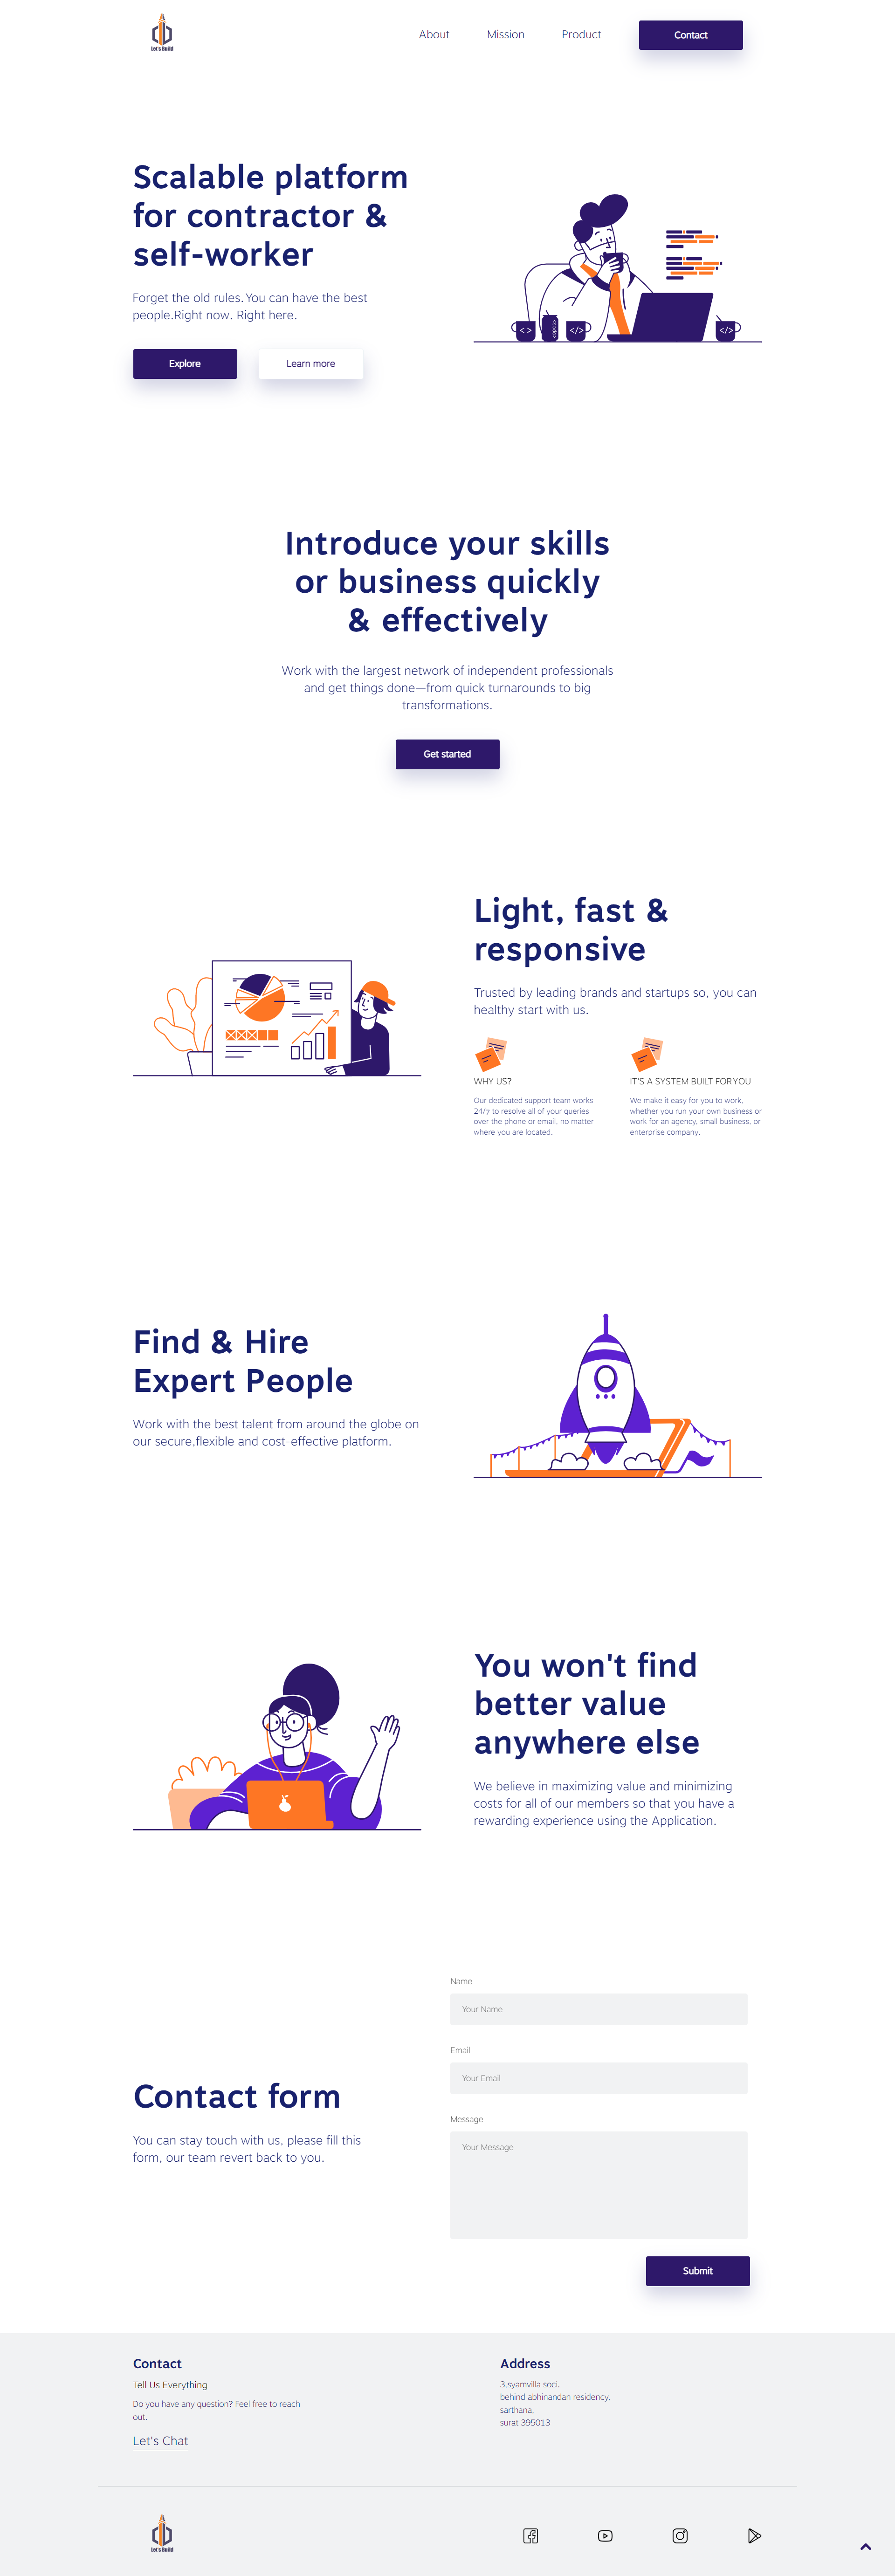 Let's Build
About
Mission
Product
Contact
Scalable platform
for contractor &
self-worker
Forget the old rules. You can have the best
people.Right now. Right here.
Explore
Learn more
< >
</>
</>
Introduce your skills
or business quickly
& effectively
Work with the largest network of independent professionals
and get things done—from quick turnarounds to big
transformations.
Get started
Light, fast &
responsive
Trusted by leading brands and startups so, you can
healthy start with us.
WHY US?
Our dedicated support team works
24/7 to resolve all of your queries
over the phone or email, no matter
where you are located.
IT'S A SYSTEM BUILT FOR YOU
We make it easy for you to work,
whether you run your own business or
work for an agency, small business, or
enterprise company.
Find & Hire
Expert People
Work with the best talent from around the globe on
our secure,flexible and cost-effective platform.
You won't find
better value
anywhere else
We believe in maximizing value and minimizing
costs for all of our members so that you have a
rewarding experience using the Application.
Contact form
You can stay touch with us, please fill this
form, our team revert back to you.
Name
Your Name
Email
Your Email
Message
Your Message
Submit
Contact
Tell Us Everything
Do you have any question? Feel free to reach
out.
Let's Chat
Address
3,syamvilla soci,
behind abhinandan residency,
sarthana,
surat 395013
Let's Build